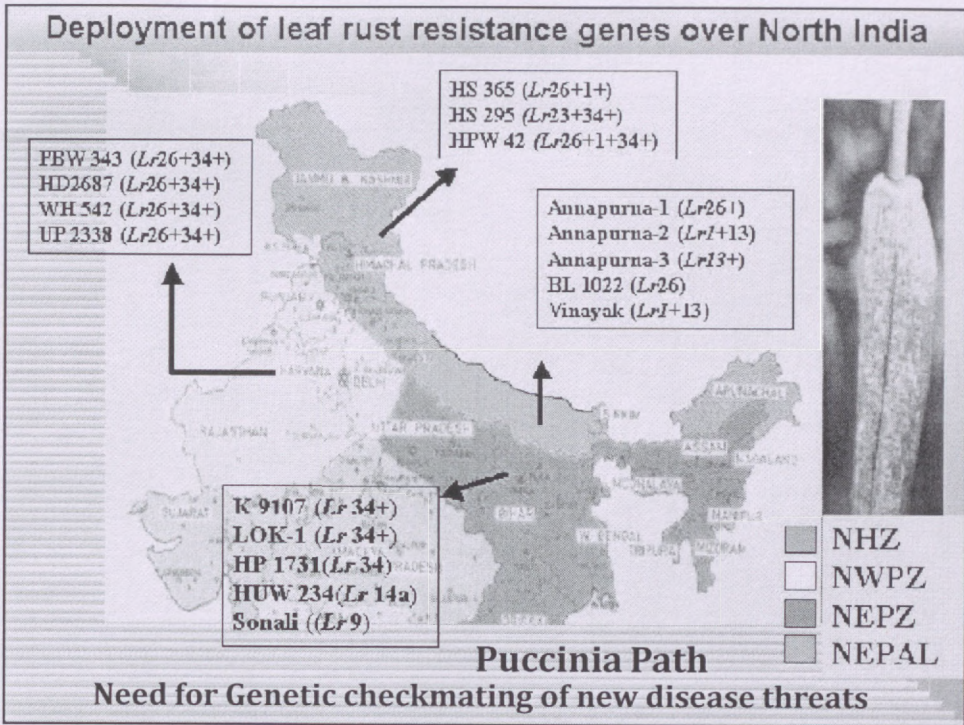 Deployment of leaf rust resistance genes over North India
HS 365 (Lr26+1+)
HS 295 (Lr23+34+)
HPW 42 (Lr26+1+34+)
PBW 343 (Lr26+34+)
HD2687 (Lr26+34+)
WH 542 (Lr26+34+)
UP 2338 (Lr26+34+)
Annapurna-1 (Lr26+)
Annapurna-2 (Lr1+13)
Annapurna-3 (Lr13+)
BL 1022 (Lr26)
Vinayak (Lr1+13)
JAMMU & KASHMIR
HIMACHAL PRADESH
PUNJAB
HARYANA
DELHI
RAJASTHAN
UTTAR PRADESH
SIKKIM
ARUNACHAL
ASSAM
NAGALAND
MEGHALAYA
MANIPUR
BIHAR
W. BENGAL
TRIPURA
MIZORAM
GUJARAT
PRADESH
K 9107 (Lr 34+)
LOK-1 (Lr 34+)
HP 1731(Lr 34)
HUW 234(Lr 14a)
Sonali ((Lr 9)
NHZ
NWPZ
NEPZ
NEPAL
Puccinia Path
Need for Genetic checkmating of new disease threats